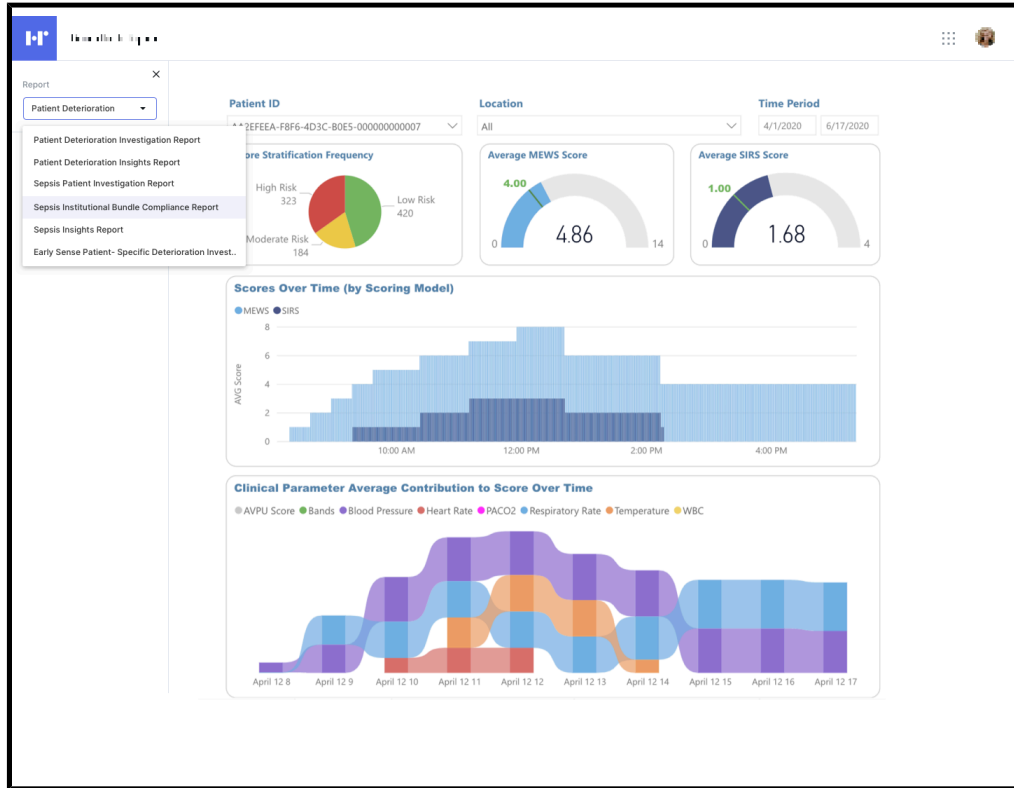 Report
Patient Deterioration
Patient Deterioration Investigation Report
Patient Deterioration Insights Report
Sepsis Patient Investigation Report
Sepsis Institutional Bundle Compliance Report
Sepsis Insights Report
Early Sense Patient- Specific Deterioration Invest..
Patient ID
Location
Time Period
EFEEA-F8F6-4D3C-B0E5-000000000007
All
4/1/2020
6/17/2020
Stratification Frequency
High Risk
323
Low Risk
420
Moderate Risk
184
Average MEWS Score
4.00
0
4.86
14
Average SIRS Score
1.00
0
1.68
4
Scores Over Time (by Scoring Model)
MEWS SIRS
AVG Score
8
6
4
2
0
10:00 AM 12:00 PM 2:00 PM 4:00 PM
Clinical Parameter Average Contribution to Score Over Time
AVPU Score Bands Blood Pressure Heart Rate PACO2 Respiratory Rate Temperature WBC
April 12 8 April 12 9 April 12 10 April 12 11 April 12 12 April 12 13 April 12 14 April 12 15 April 12 16 April 12 17